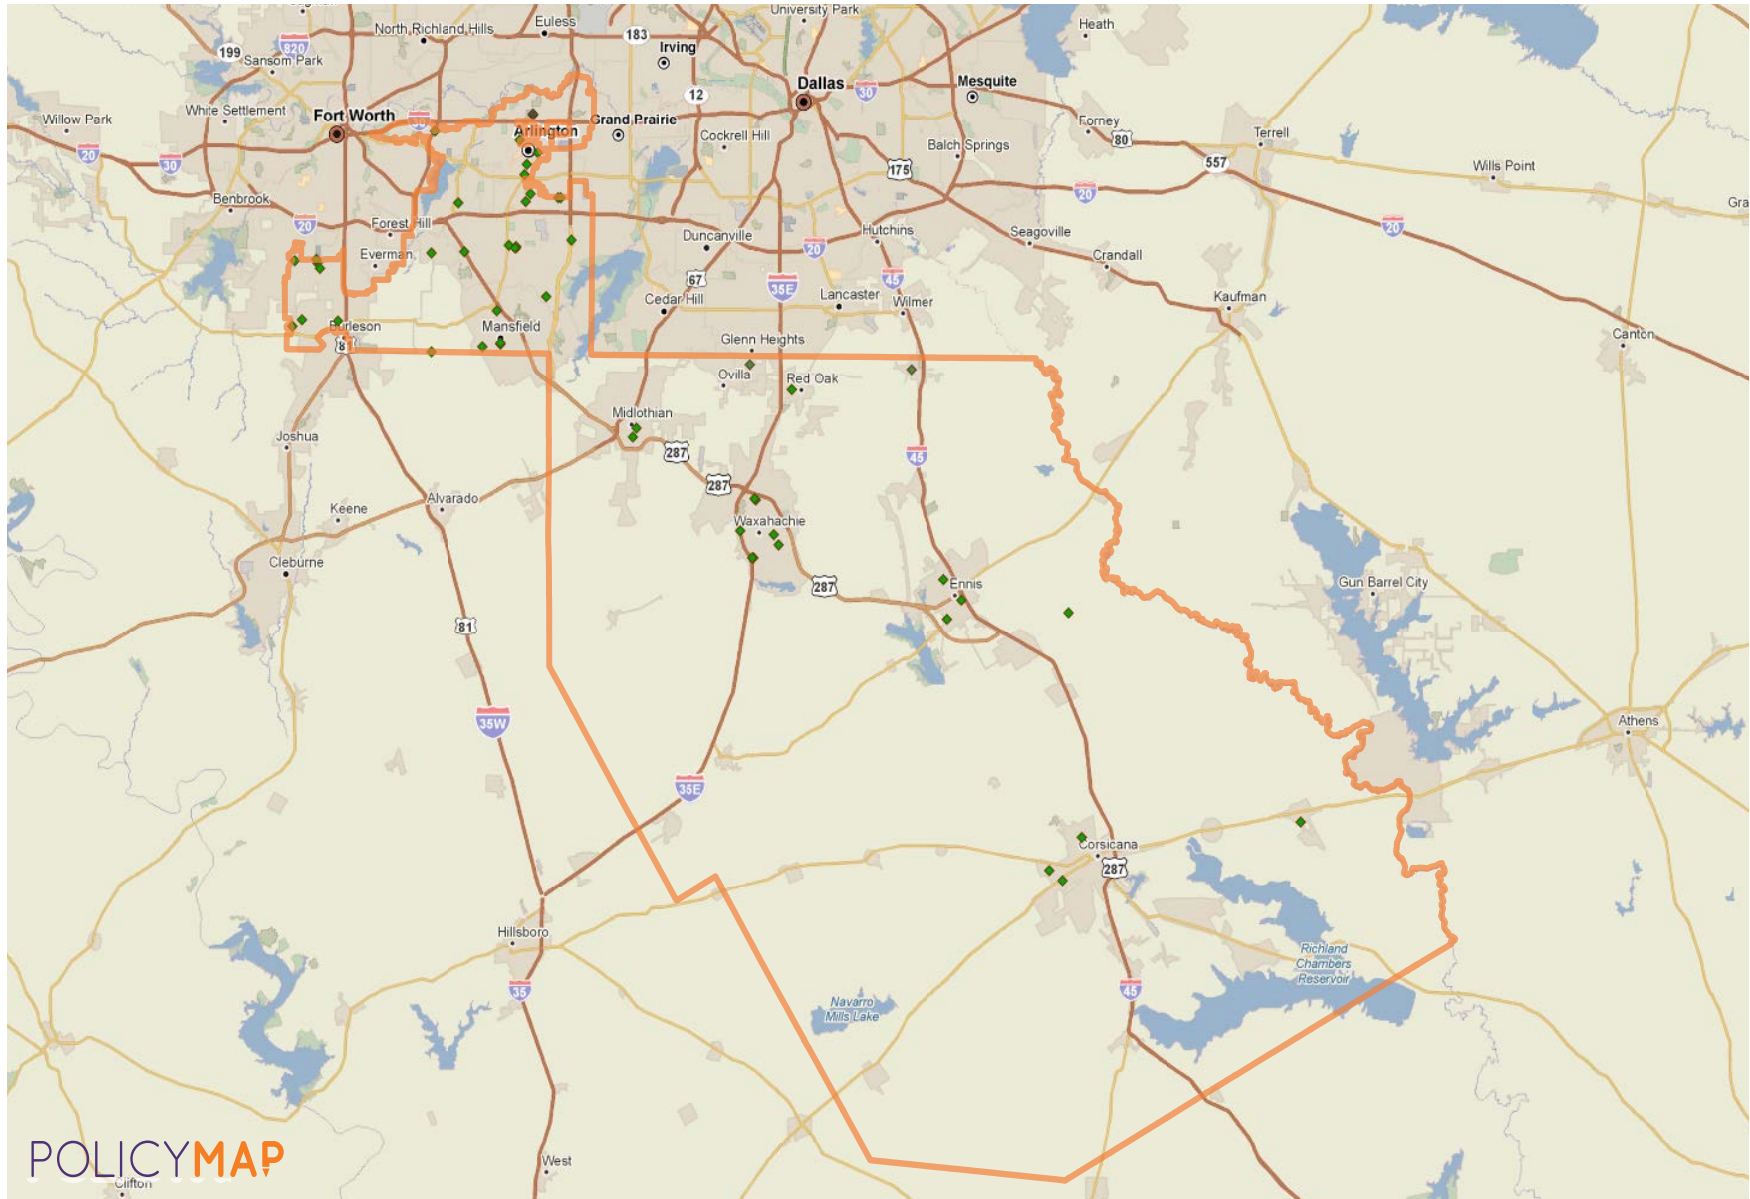 University Park
Euless
North Richland Hills
Heath
183
199
820
Irving
Sansom Park
Dallas
Mesquite
30
12
White Settlement
Fort Worth
Willow Park
30
Grand Prairie
Arlington
Forney
Terrell
80
Cockrell Hill
Balch Springs
20
30
557
175
Wills Point
20
Benbrook
Gra
20
Forest Hill
20
Duncanville
Hutchins
Seagoville
20
Everman
Crandall
67
45
35E
Cedar Hill
Lancaster
Wilmer
Kaufman
Burleson
Mansfield
Canton
81
Glenn Heights
Ovilla
Red Oak
Midlothian
Joshua
287
45
287
Alvarado
Keene
Waxahachie
Cleburne
Gun Barrel City
287
Ennis
81
35W
Athens
35E
Corsicana
287
Hillsboro
Richland
Chambers
Reservoir
35
45
Navarro
Mills Lake
POLICYMAP
West
Clifton